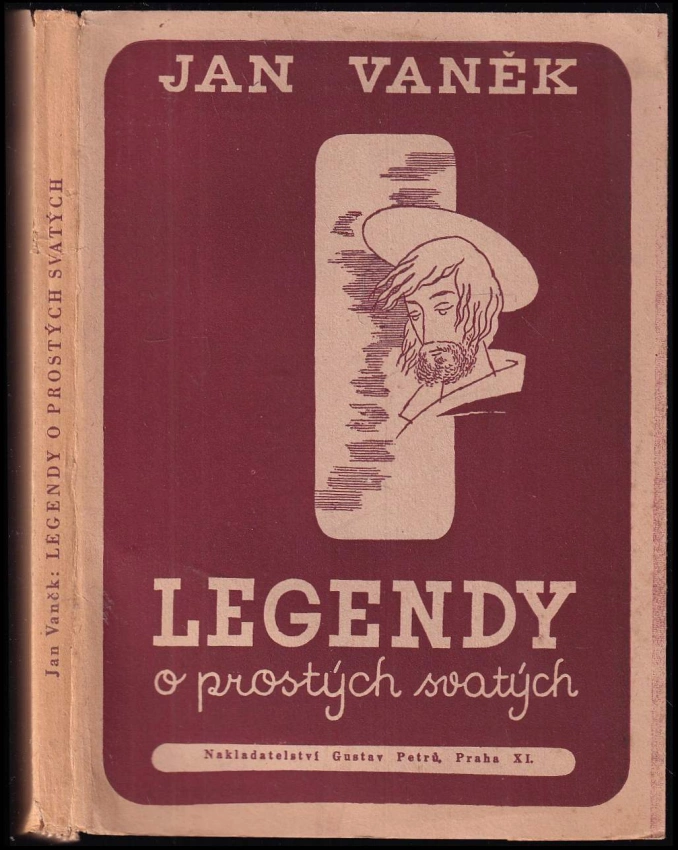 JAN VANĚK
LEGENDY
o prostých svatých
Nakladatelství Gustav Petrů, Praha XI.
Jan Vaněk: LEGENDY O PROSTÝCH SVATÝCH